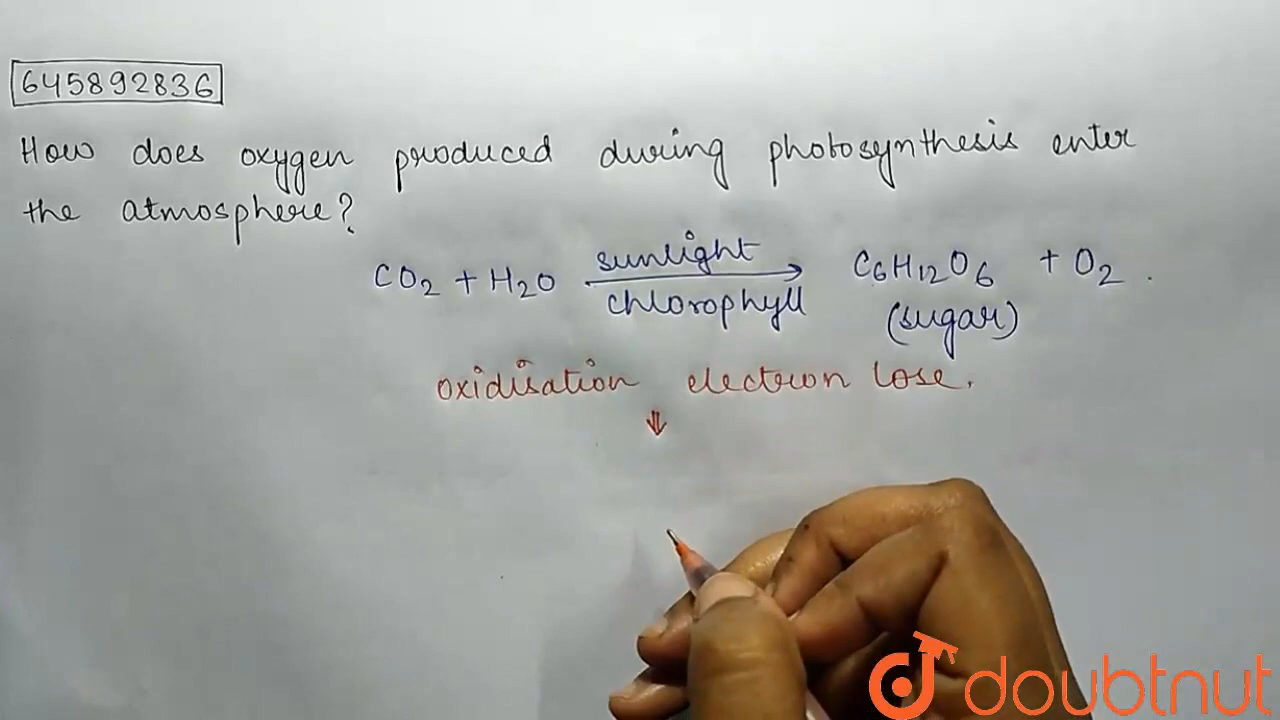 645892836
How does oxygen produced during photosynthesis enter
the atmosphere?
CO2 + H2O sunlight chlorophyll C6H12O6 + O2.
(sugar)
oxidisation electron lose.
⇓
doubtnut